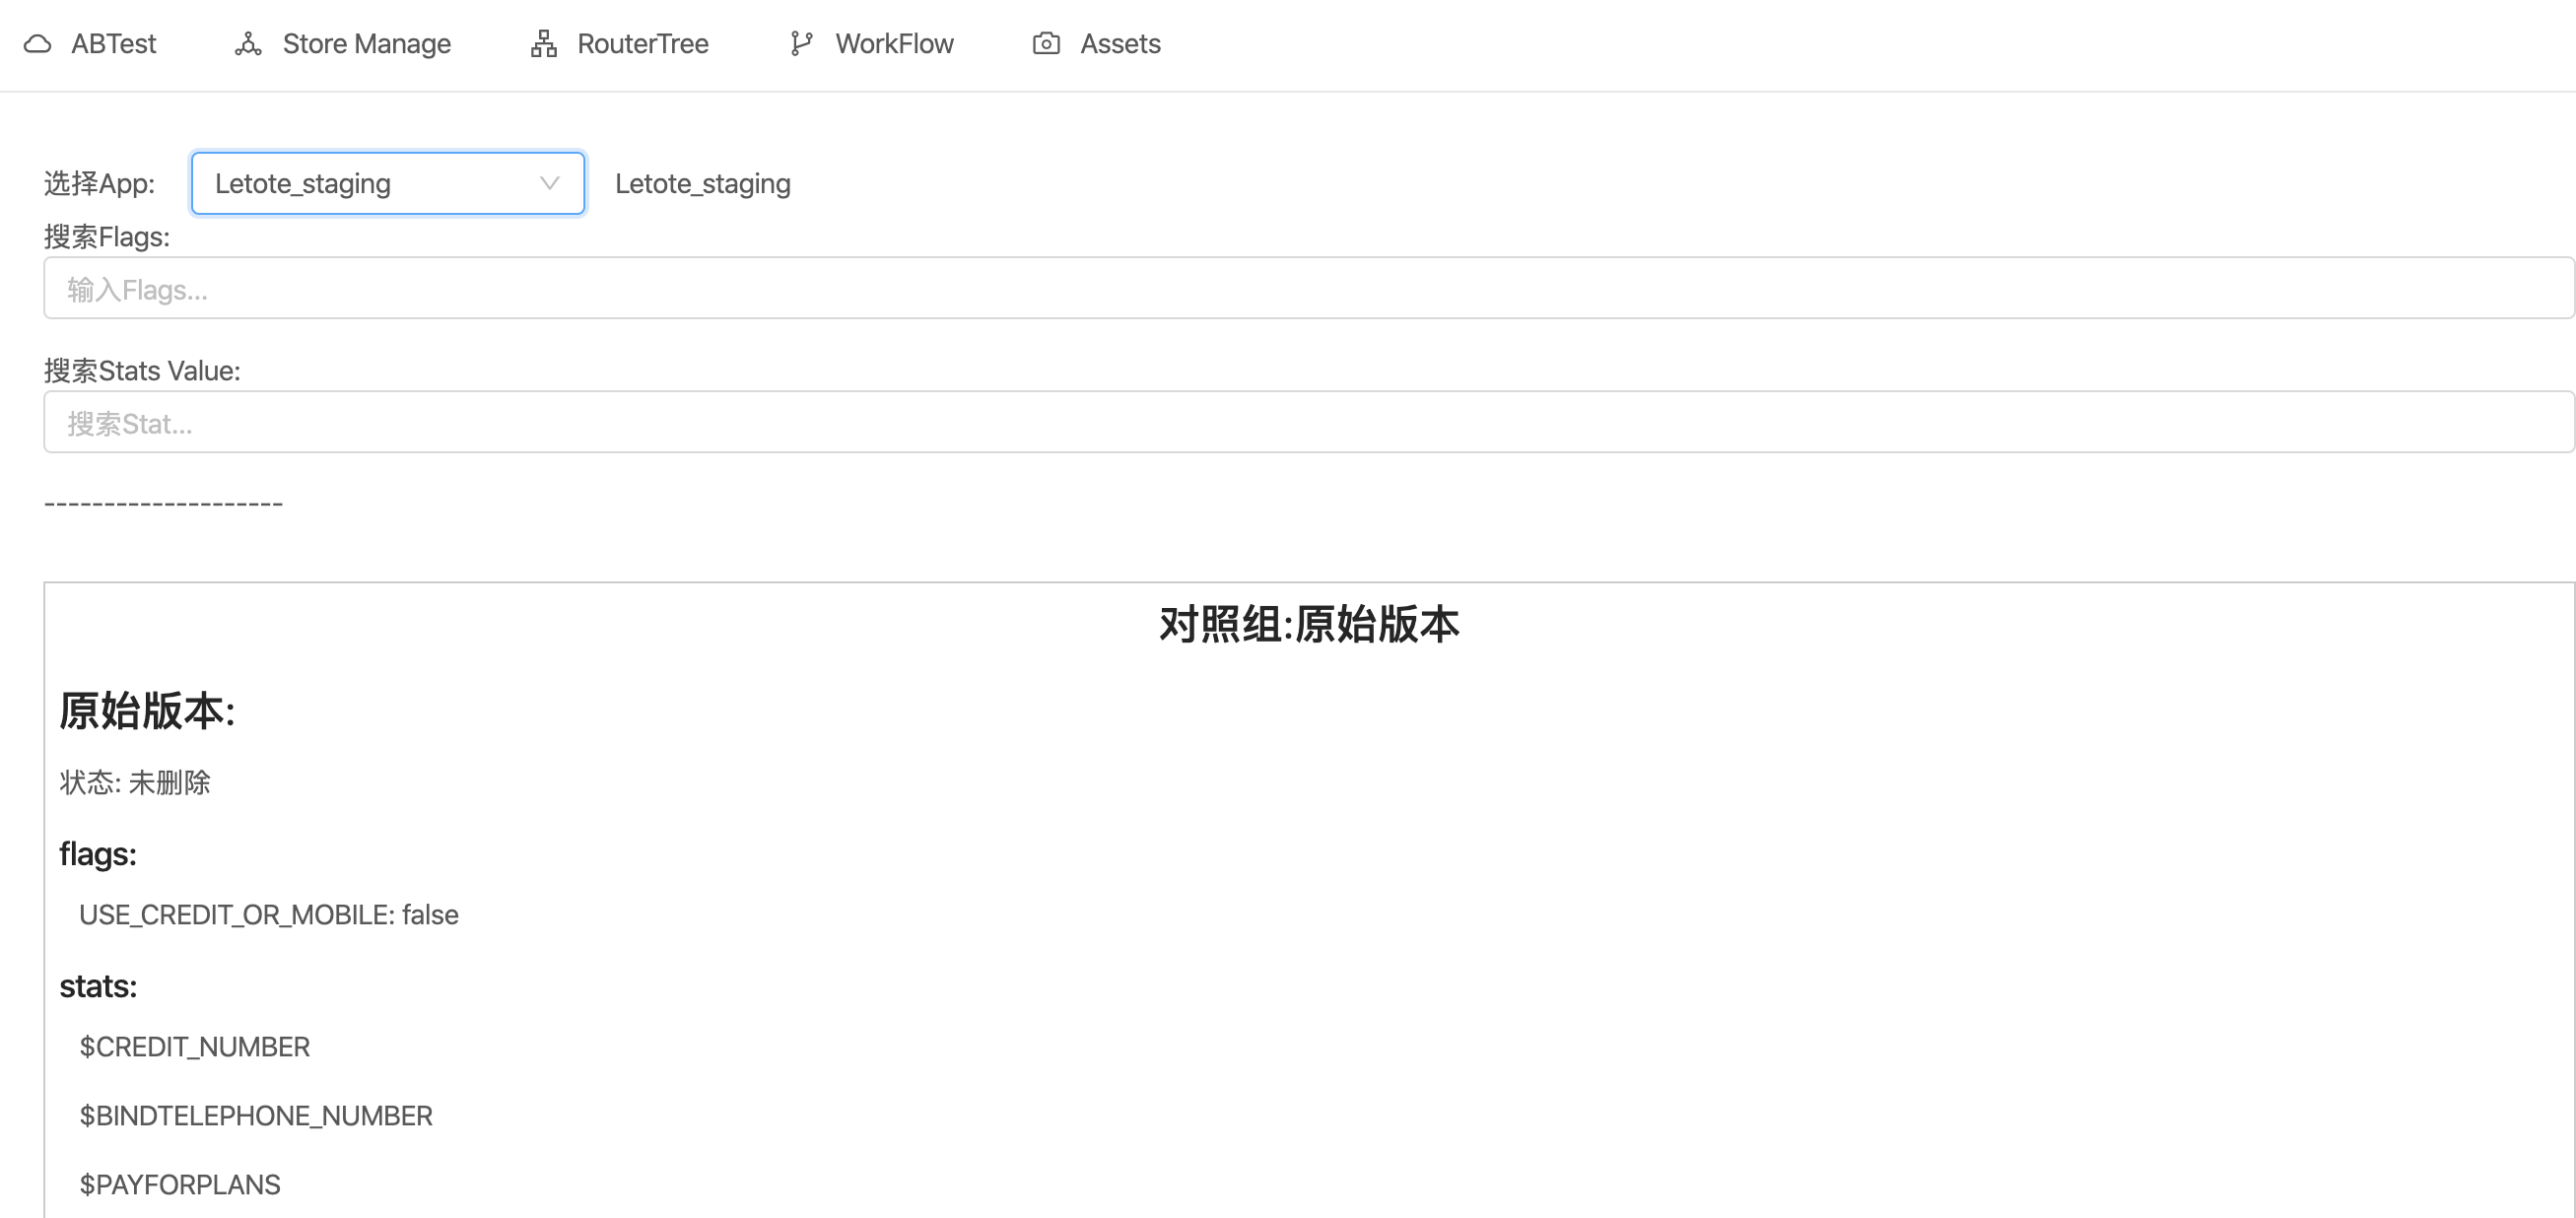 ABTest Store Manage RouterTree WorkFlow Assets
选择App: Letote_staging Letote_staging
搜索Flags:
输入Flags...
搜索Stats Value:
搜索Stat...
--------------------
对照组:原始版本
原始版本:
状态: 未删除
flags:
USE_CREDIT_OR_MOBILE: false
stats:
$CREDIT_NUMBER
$BINDTELEPHONE_NUMBER
$PAYFORPLANS